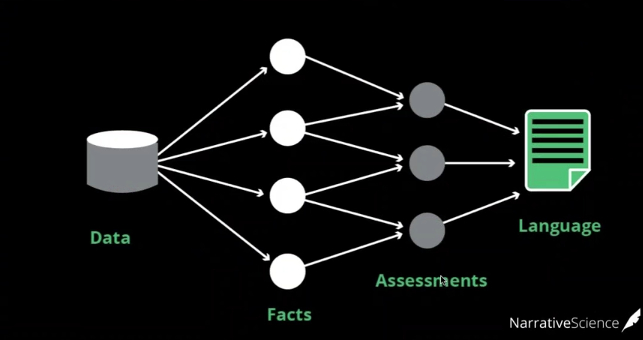 Data
Facts
Assessments
Language
NarrativeScience